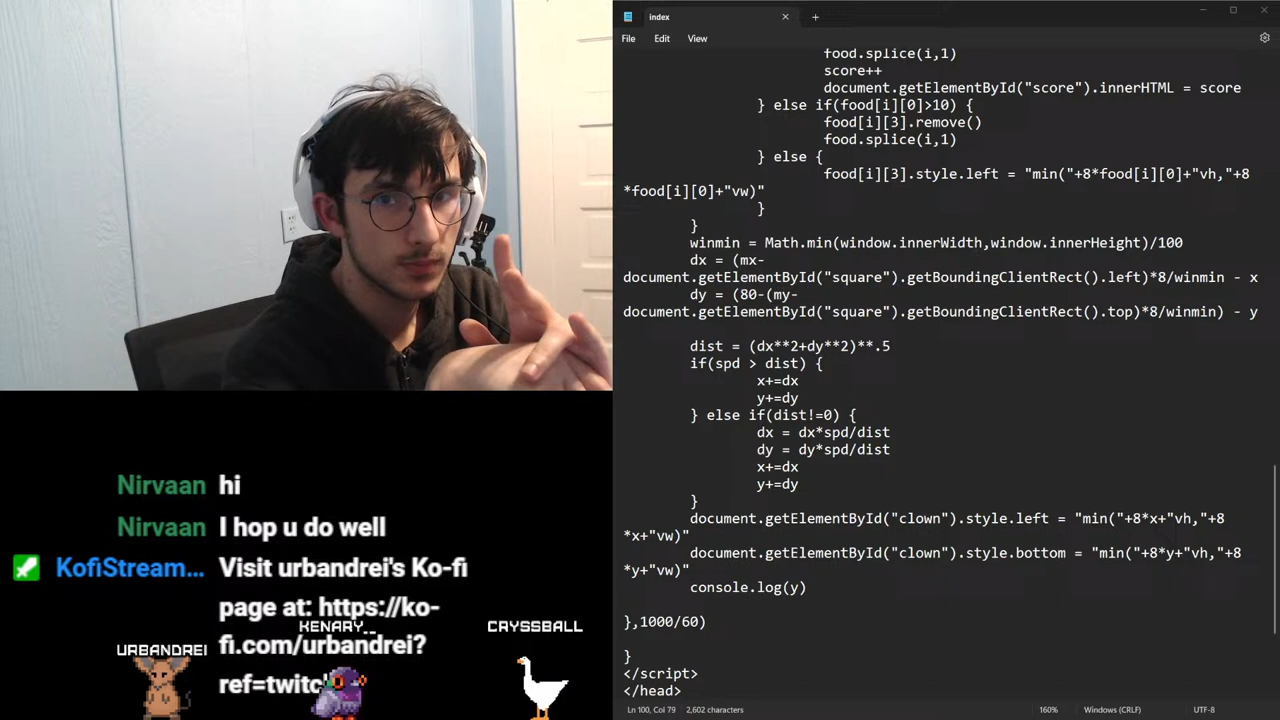 Nirvaan hi
Nirvaan I hop u do well
KofiStream… Visit urbandrei's Ko-fi
page at: https://ko-
fi.com/urbandrei?
ref=twitch
URBANDREI
KENARY_
CRYSSBALL
index
File Edit View
food.splice(i,1)
score++
document.getElementById("score").innerHTML = score
} else if(food[i][0]>10) {
food[i][3].remove()
food.splice(i,1)
} else {
food[i][3].style.left = "min("+8*food[i][0]+"vh,"+8
*food[i][0]+"vw)"
}
}
winmin = Math.min(window.innerWidth,window.innerHeight)/100
dx = (mx-
document.getElementById("square").getBoundingClientRect().left)*8/winmin - x
dy = (80-(my-
document.getElementById("square").getBoundingClientRect().top)*8/winmin) - y
dist = (dx**2+dy**2)**.5
if(spd > dist) {
x+=dx
y+=dy
} else if(dist!=0) {
dx = dx*spd/dist
dy = dy*spd/dist
x+=dx
y+=dy
}
document.getElementById("clown").style.left = "min("+8*x+"vh,"+8
*x+"vw)"
document.getElementById("clown").style.bottom = "min("+8*y+"vh,"+8
*y+"vw)"
console.log(y)
},1000/60)
}
</script>
</head>
Ln 100, Col 79 2,602 characters 160% Windows (CRLF) UTF-8